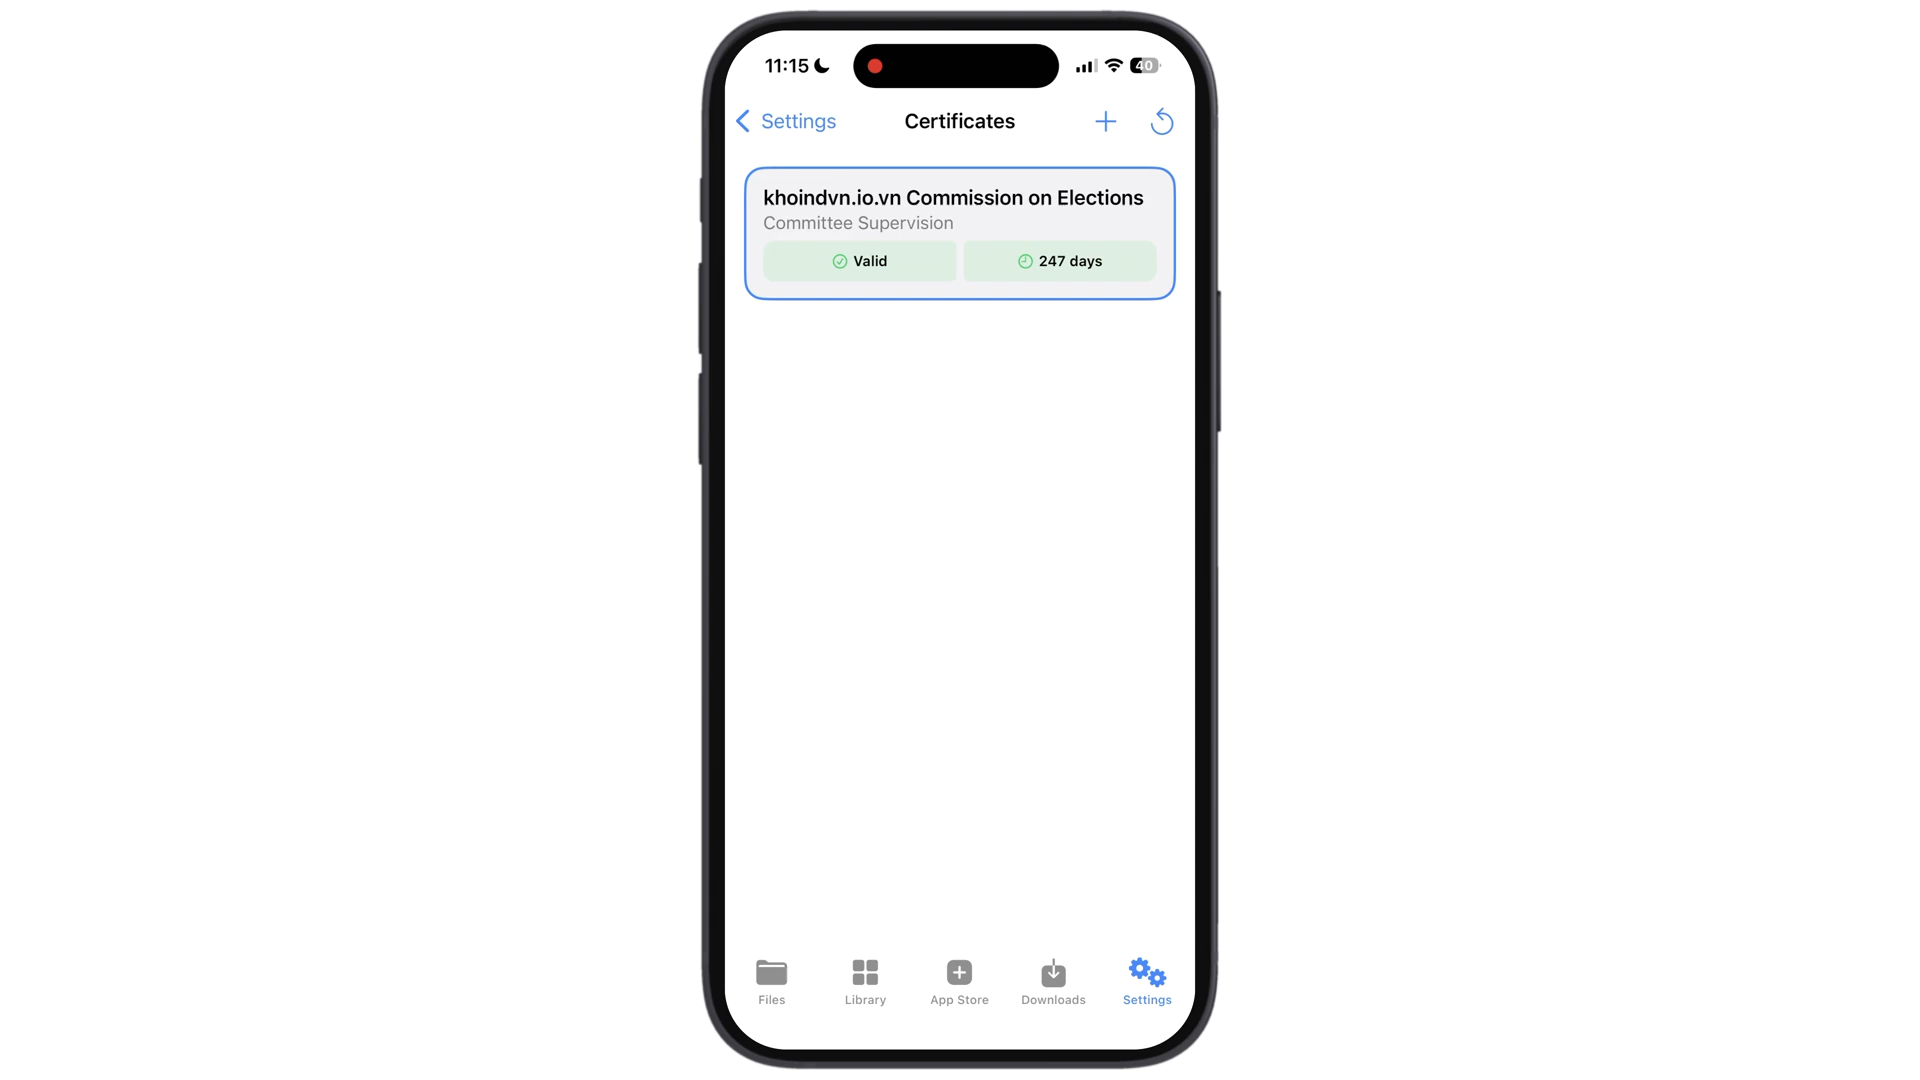 11:15
40
Settings
Certificates
khoindvn.io.vn Commission on Elections
Committee Supervision
Valid
247 days
Files
Library
App Store
Downloads
Settings